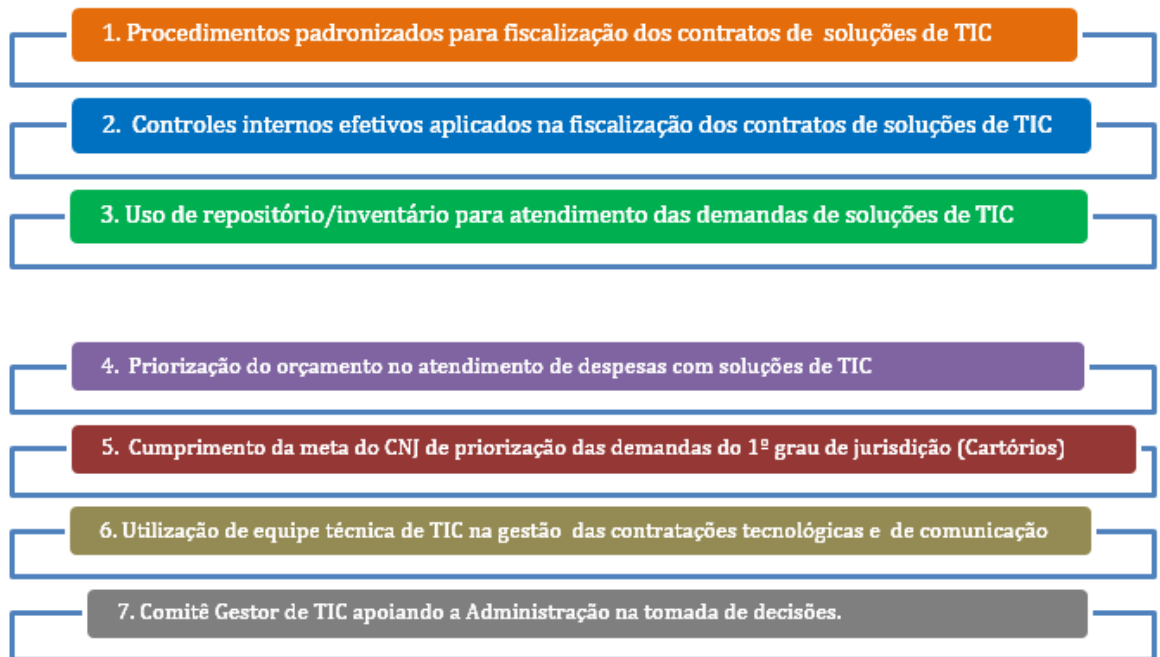 1. Procedimentos padronizados para fiscalização dos contratos de soluções de TIC
2. Controles internos efetivos aplicados na fiscalização dos contratos de soluções de TIC
3. Uso de repositório/inventário para atendimento das demandas de soluções de TIC
4. Priorização do orçamento no atendimento de despesas com soluções de TIC
5. Cumprimento da meta do CNJ de priorização das demandas do 1º grau de jurisdição (Cartórios)
6. Utilização de equipe técnica de TIC na gestão das contratações tecnológicas e de comunicação
7. Comitê Gestor de TIC apoiando a Administração na tomada de decisões.